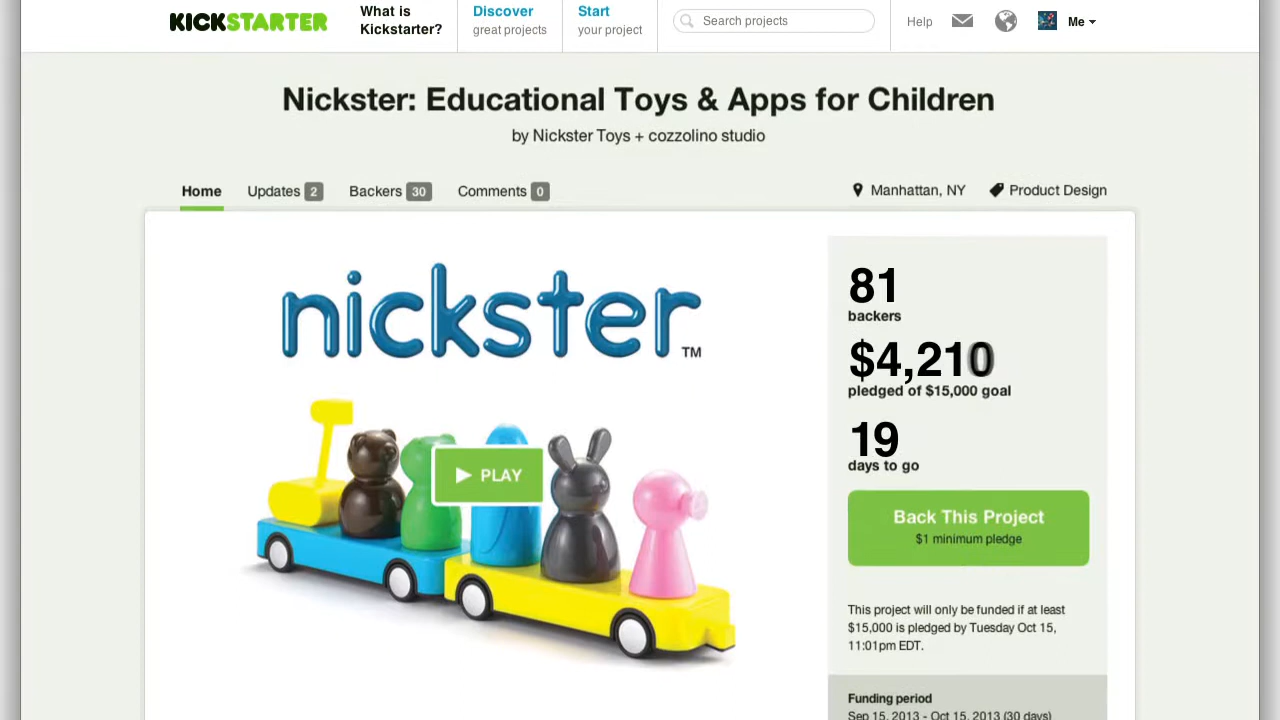 KICKSTARTER
What is
Kickstarter?
Discover
great projects
Start
your project
Search projects
Help
Me
Nickster: Educational Toys & Apps for Children
by Nickster Toys + cozzolino studio
Home
Updates 2
Backers 30
Comments 0
Manhattan, NY
Product Design
nickster TM
PLAY
81
backers
$4,210
pledged of $15,000 goal
19
days to go
Back This Project
$1 minimum pledge
This project will only be funded if at least
$15,000 is pledged by Tuesday Oct 15,
11:01pm EDT.
Funding period
Sep 15, 2013 - Oct 15, 2013 (30 days)